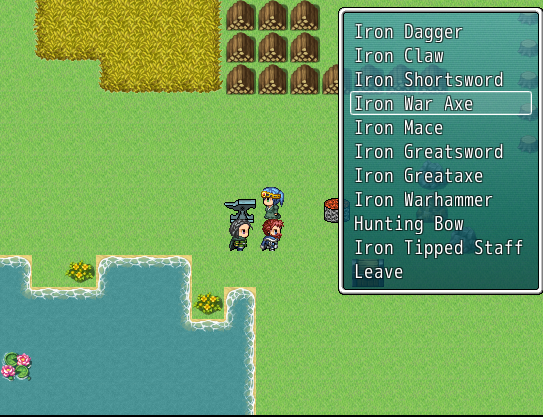 Iron Dagger
Iron Claw
Iron Shortsword
Iron War Axe
Iron Mace
Iron Greatsword
Iron Greataxe
Iron Warhammer
Hunting Bow
Iron Tipped Staff
Leave